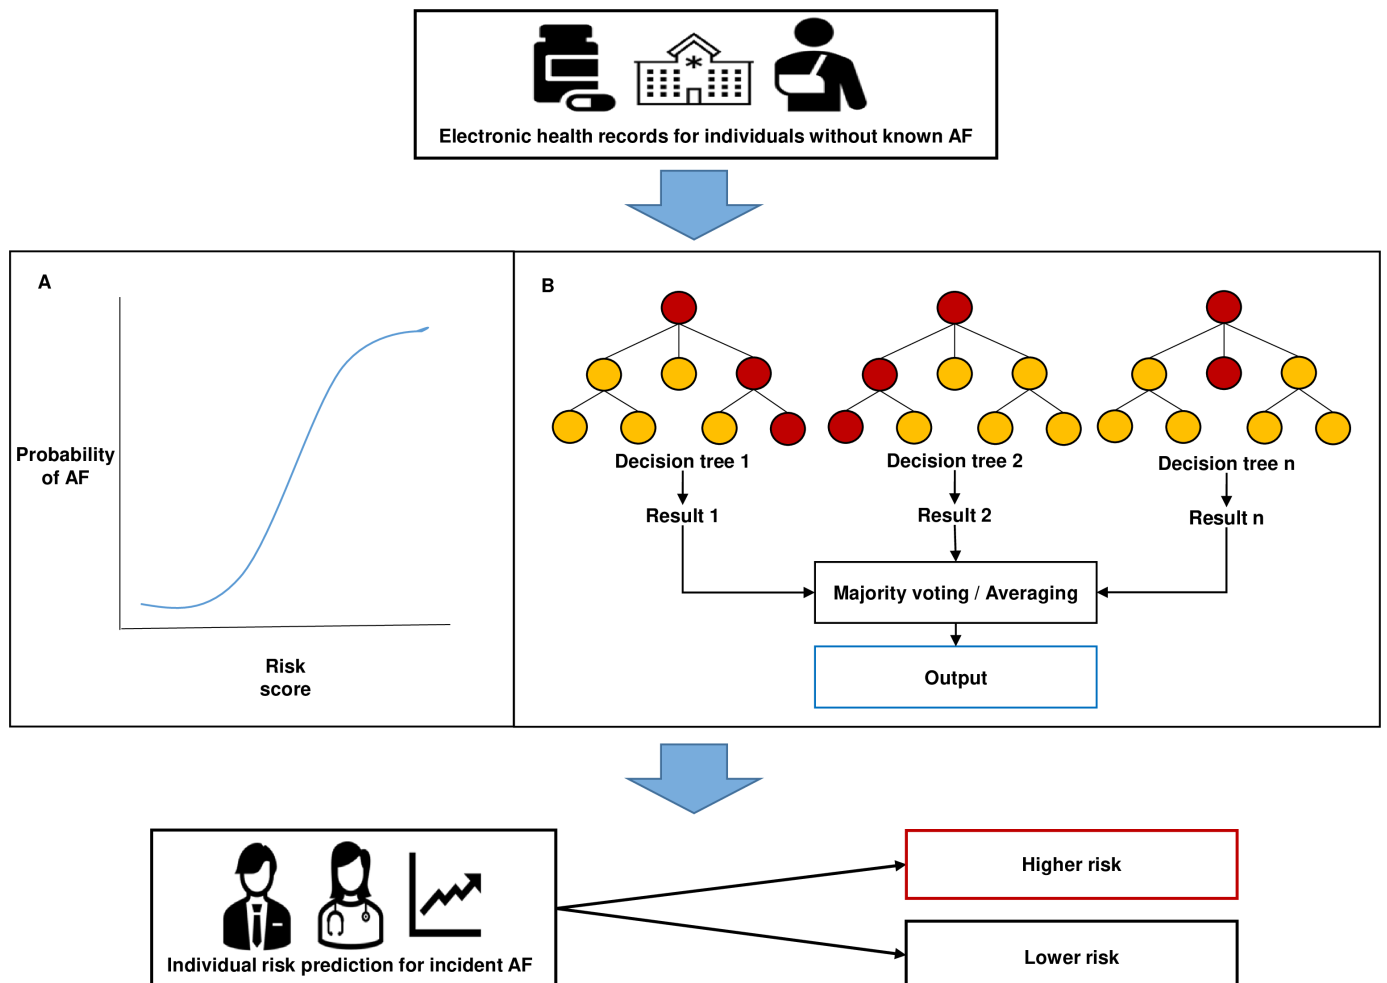 Electronic health records for individuals without known AF
A
Probability
of AF
Risk
score
B
Decision tree 1
Decision tree 2
Decision tree n
Result 1
Result 2
Result n
Majority voting / Averaging
Output
Individual risk prediction for incident AF
Higher risk
Lower risk